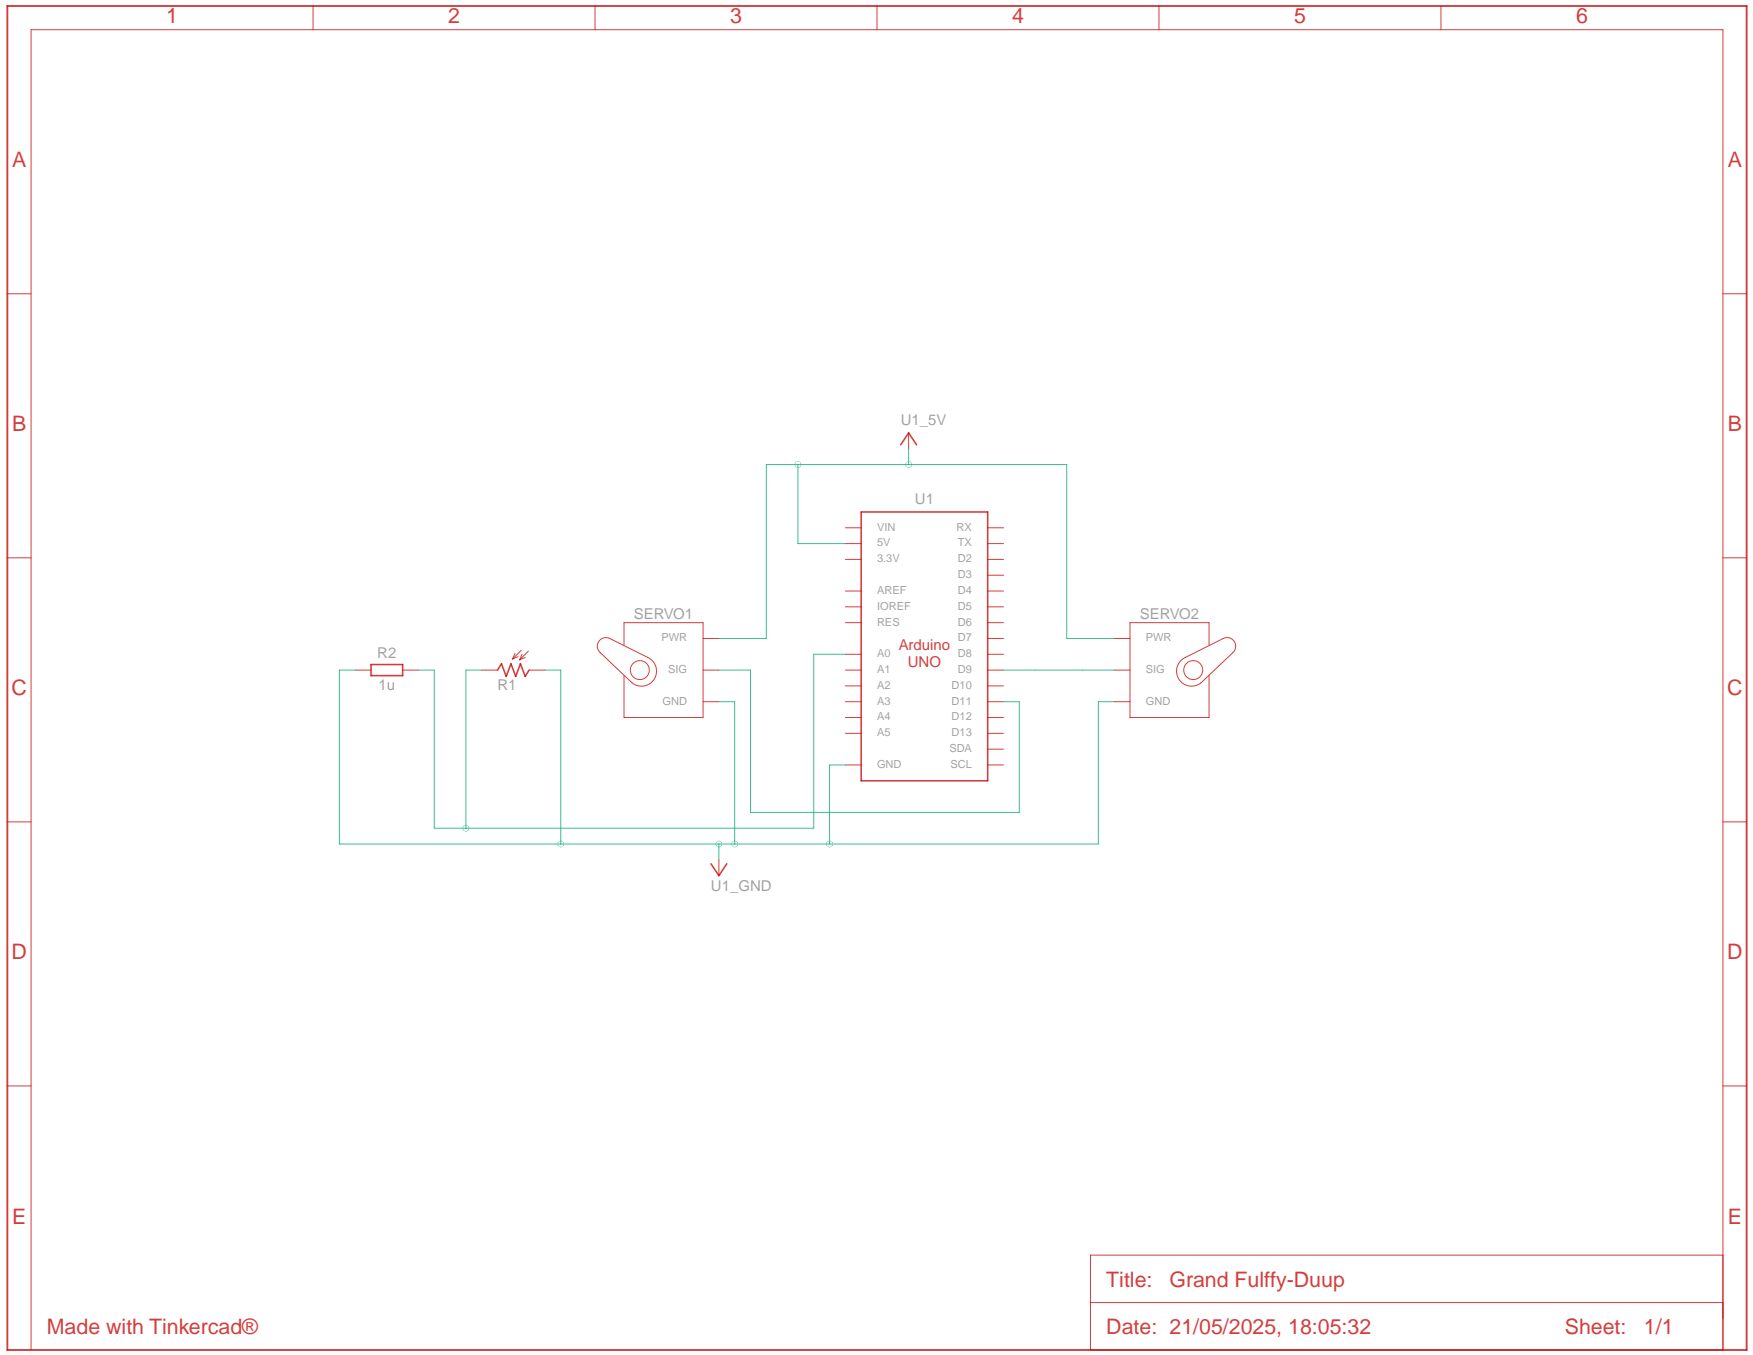 1 2 3 4 5 6
A A
U1_5V
B B
U1
VIN RX
5V TX
3.3V D2
D3
AREF D4
IOREF D5
RES D6
D7
A0 D8
A1 D9
A2 D10
A3 D11
A4 D12
A5 D13
SDA
GND SCL
Arduino
UNO
SERVO1
PWR
SIG
GND
SERVO2
PWR
SIG
GND
R2
1u
R1
C C
U1_GND
D D
E E
Title: Grand Fulffy-Duup
Date: 21/05/2025, 18:05:32 Sheet: 1/1
Made with Tinkercad®